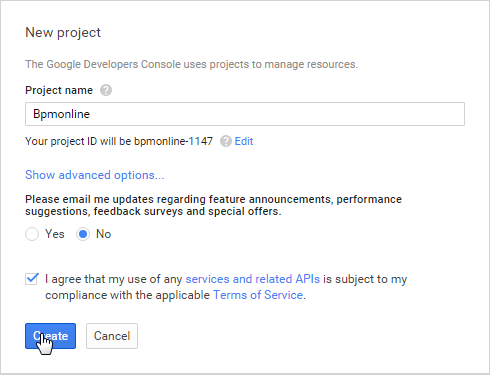 New project
The Google Developers Console uses projects to manage resources.
Project name ?
Bpmonline
Your project ID will be bpmonline-1147 ? Edit
Show advanced options...
Please email me updates regarding feature announcements, performance
suggestions, feedback surveys and special offers.
Yes No
I agree that my use of any services and related APIs is subject to my
compliance with the applicable Terms of Service.
Create Cancel